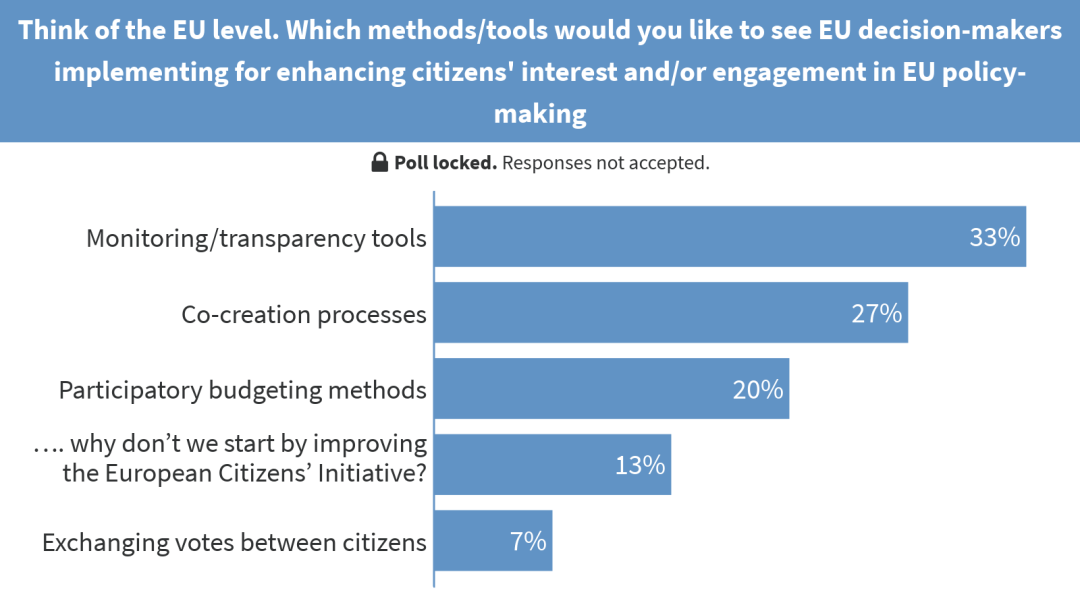 Think of the EU level. Which methods/tools would you like to see EU decision-makers
implementing for enhancing citizens' interest and/or engagement in EU policy-
making
Poll locked. Responses not accepted.
Monitoring/transparency tools
33%
Co-creation processes
27%
Participatory budgeting methods
20%
…. why don’t we start by improving
the European Citizens’ Initiative?
13%
Exchanging votes between citizens
7%